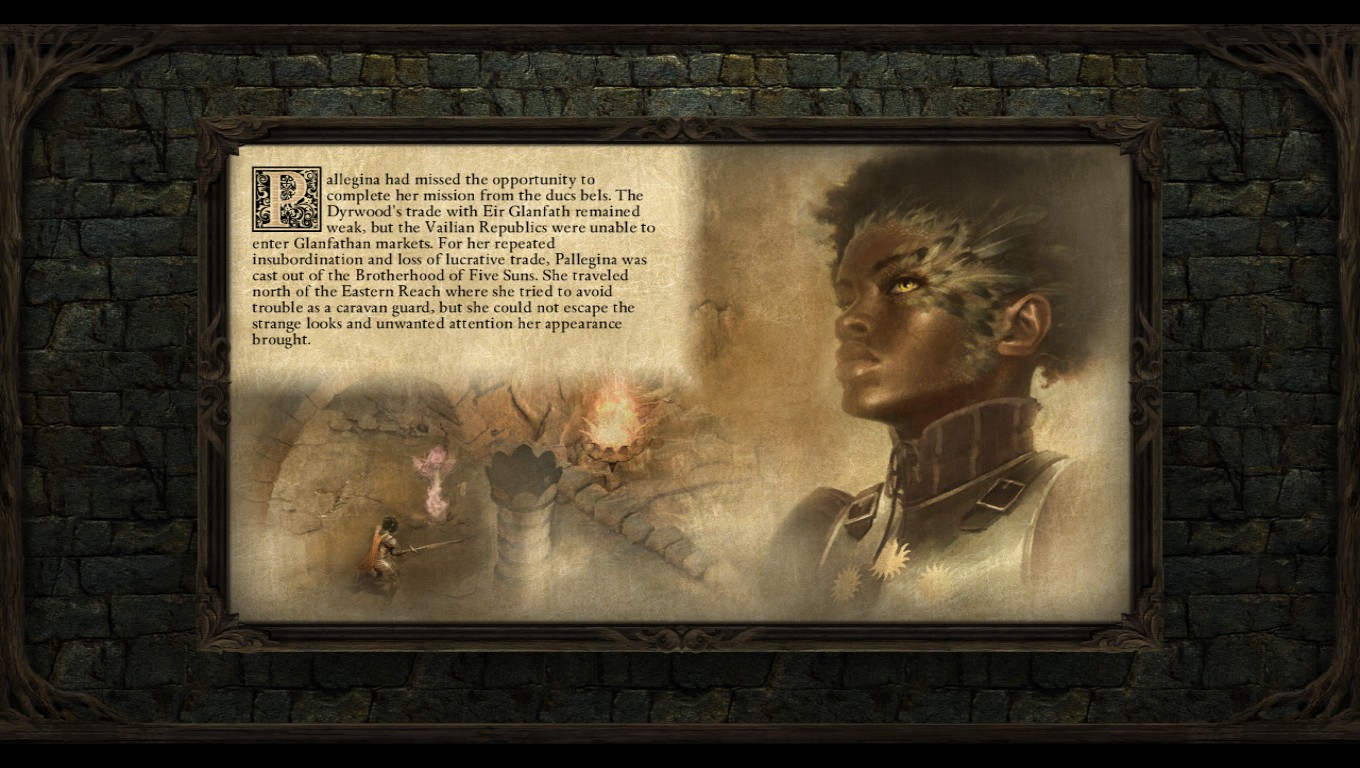 Pallegina had missed the opportunity to
complete her mission from the ducs bels. The
Dyrwood's trade with Eir Glanfath remained
weak, but the Vailian Republics were unable to
enter Glanfathan markets. For her repeated
insubordination and loss of lucrative trade, Pallegina was
cast out of the Brotherhood of Five Suns. She traveled
north of the Eastern Reach where she tried to avoid
trouble as a caravan guard, but she could not escape the
strange looks and unwanted attention her appearance
brought.